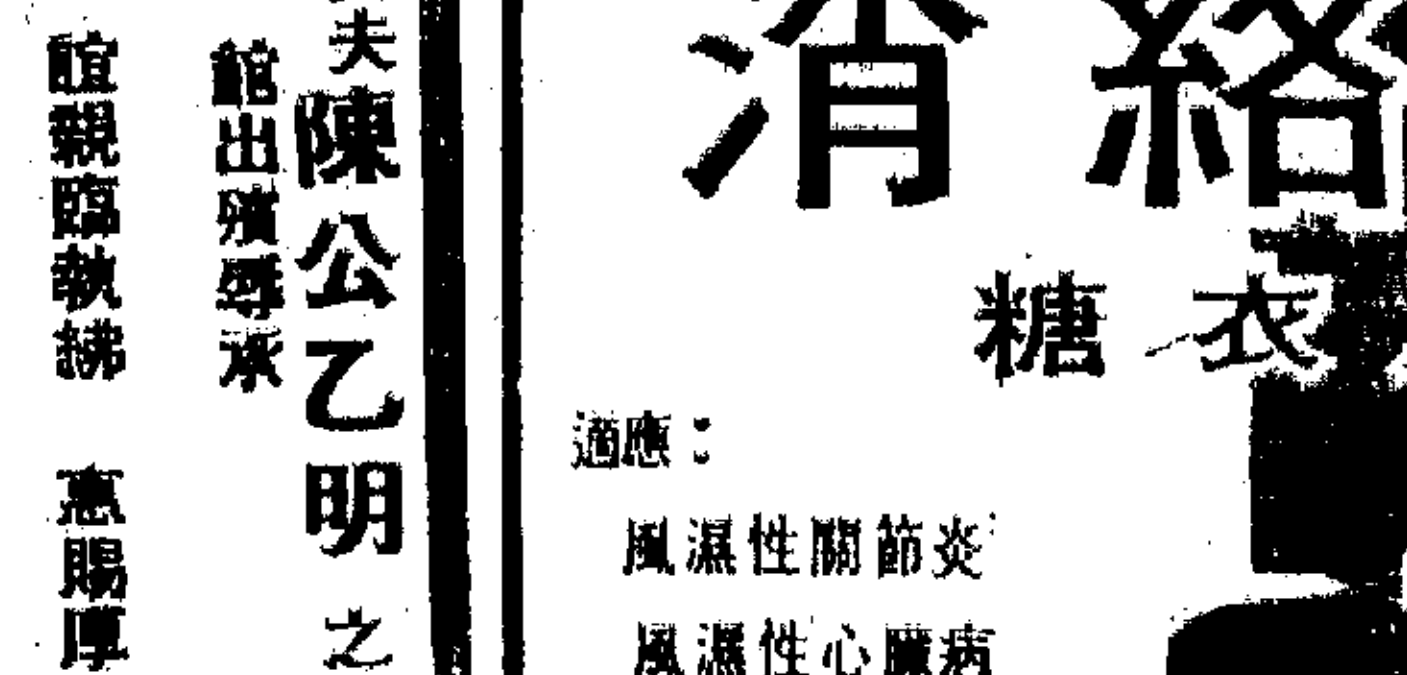 消絡
糖衣
適應：
風濕性關節炎
風濕性心臟病
夫陳公乙明 之
館出殯辱承
誼親臨執紼 惠賜厚